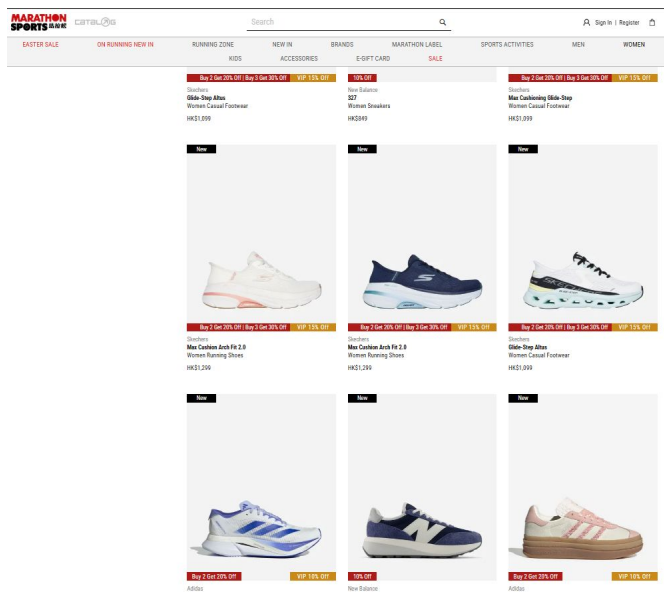 MARATHON
SPORTS 馬拉松
CATALOG
Search
Sign In | Register
EASTER SALE
ON RUNNING NEW IN
RUNNING ZONE
NEW IN
BRANDS
MARATHON LABEL
SPORTS ACTIVITIES
MEN
WOMEN
KIDS
ACCESSORIES
E-GIFT CARD
SALE
Buy 2 Get 20% Off | Buy 3 Get 30% Off
VIP 15% Off
10% Off
Buy 2 Get 20% Off | Buy 3 Get 30% Off
VIP 15% Off
Skechers
Glide-Step Altus
Women Casual Footwear
HK$1,099
New Balance
327
Women Sneakers
HK$849
Skechers
Max Cushioning Glide-Step
Women Casual Footwear
HK$1,099
New
New
New
Buy 2 Get 20% Off | Buy 3 Get 30% Off
VIP 15% Off
Buy 2 Get 20% Off | Buy 3 Get 30% Off
VIP 15% Off
Buy 2 Get 20% Off | Buy 3 Get 30% Off
VIP 15% Off
Skechers
Max Cushion Arch Fit 2.0
Women Running Shoes
HK$1,299
Skechers
Max Cushion Arch Fit 2.0
Women Running Shoes
HK$1,299
Skechers
Glide-Step Altus
Women Casual Footwear
HK$1,099
New
New
New
Buy 2 Get 20% Off
VIP 10% Off
10% Off
Buy 2 Get 20% Off
VIP 10% Off
Adidas
New Balance
Adidas